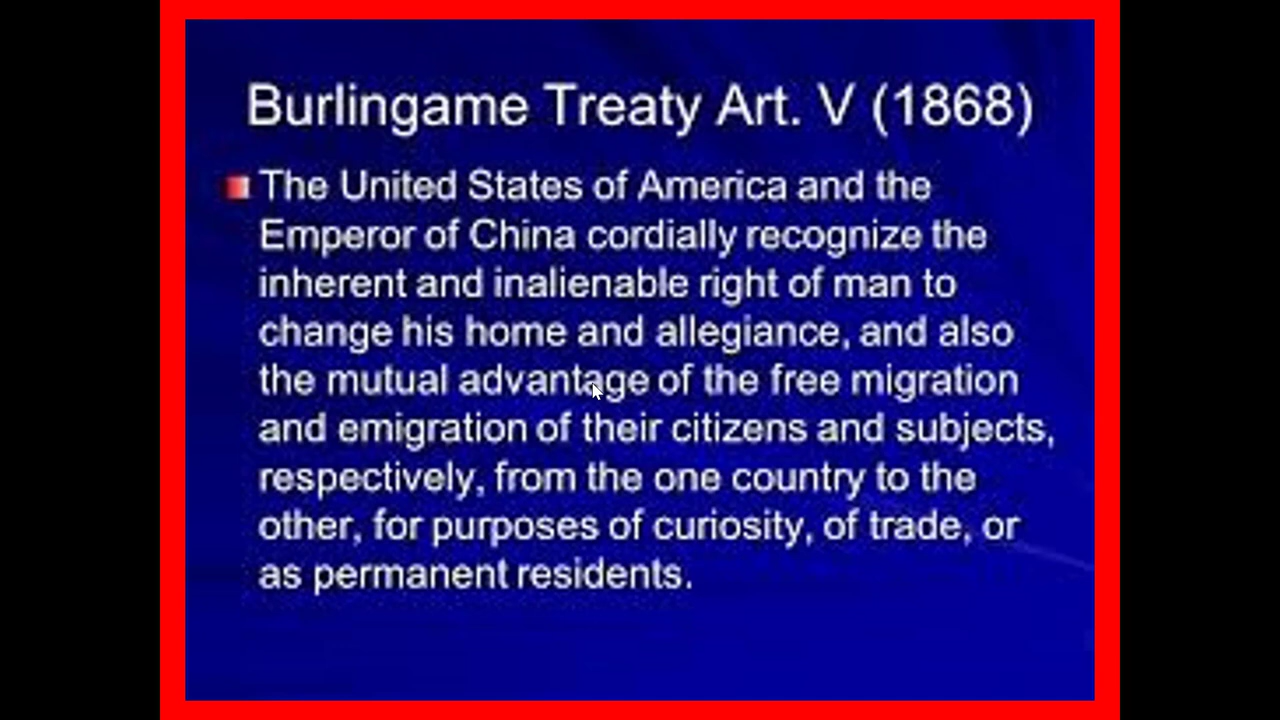 Burlingame Treaty Art. V (1868)
The United States of America and the
Emperor of China cordially recognize the
inherent and inalienable right of man to
change his home and allegiance, and also
the mutual advantage of the free migration
and emigration of their citizens and subjects,
respectively, from the one country to the
other, for purposes of curiosity, of trade, or
as permanent residents.